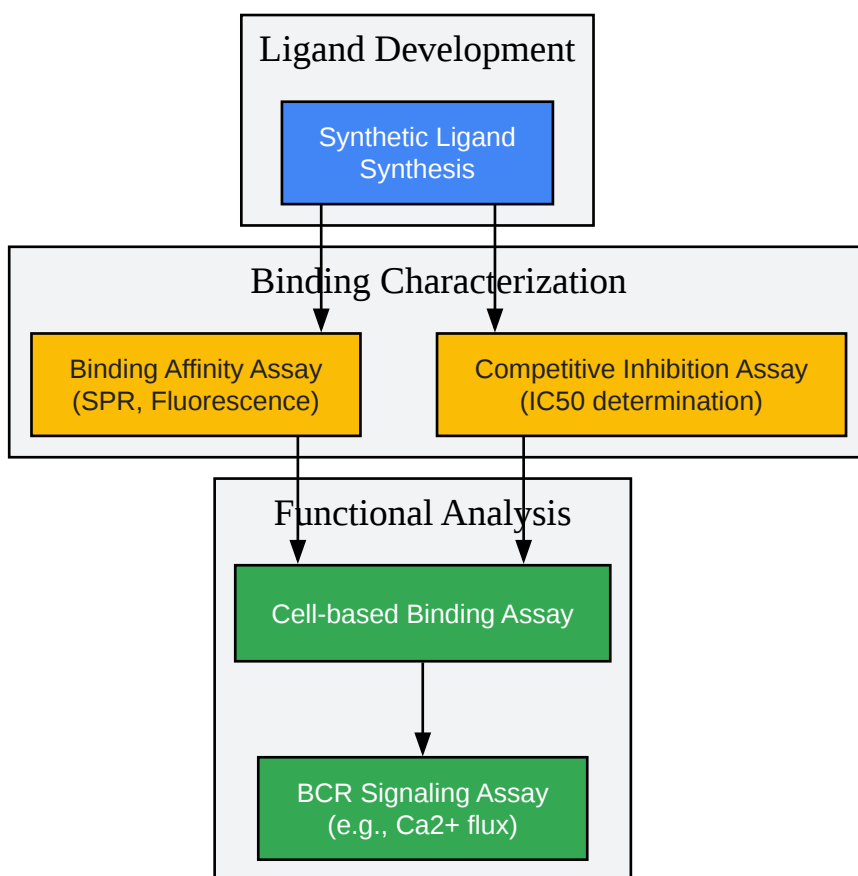 Ligand Development
Synthetic Ligand
Synthesis
Binding Characterization
Binding Affinity Assay
(SPR, Fluorescence)
Competitive Inhibition Assay
(IC50 determination)
Functional Analysis
Cell-based Binding Assay
BCR Signaling Assay
(e.g., Ca2+ flux)